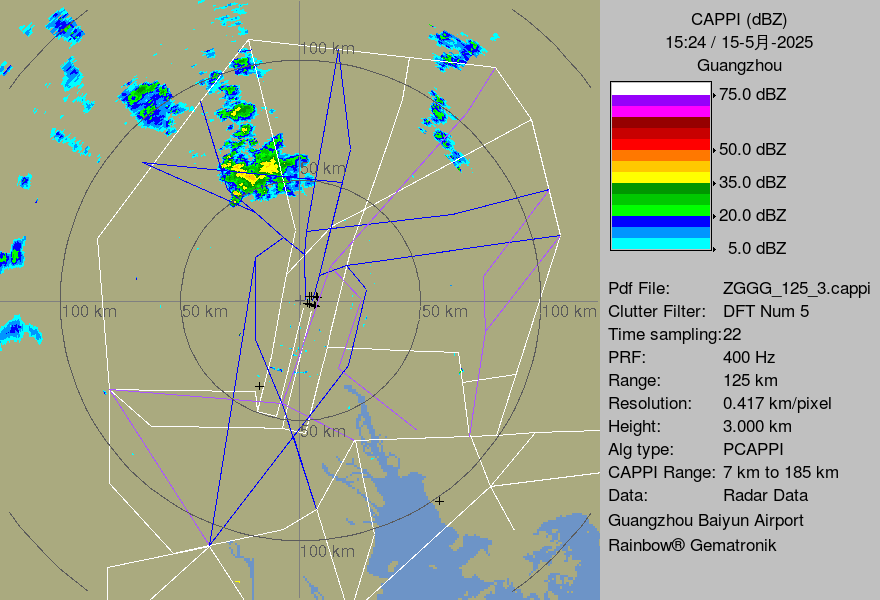 100 km
50 km
100 km
50 km
50 km
100 km
50 km
100 km
CAPPI (dBZ)
15:24 / 15-5月-2025
Guangzhou
75.0 dBZ
50.0 dBZ
35.0 dBZ
20.0 dBZ
5.0 dBZ
Pdf File: ZGGG_125_3.cappi
Clutter Filter: DFT Num 5
Time sampling:22
PRF: 400 Hz
Range: 125 km
Resolution: 0.417 km/pixel
Height: 3.000 km
Alg type: PCAPPI
CAPPI Range: 7 km to 185 km
Data: Radar Data
Guangzhou Baiyun Airport
Rainbow® Gematronik